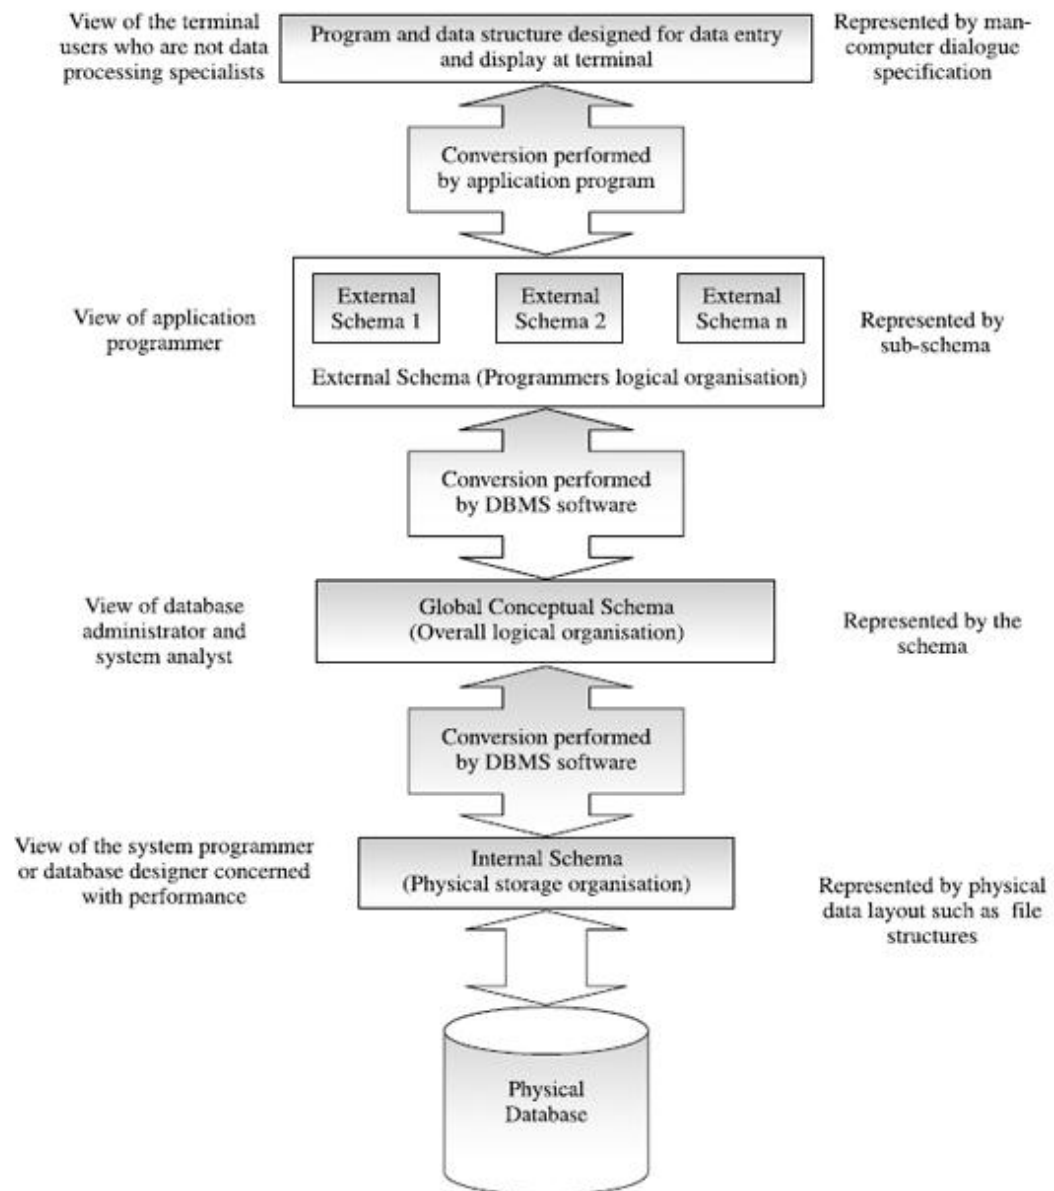 View of the terminal
users who are not data
processing specialists
Program and data structure designed for data entry
and display at terminal
Represented by man-
computer dialogue
specification
Conversion performed
by application program
View of application
programmer
External
Schema 1
External
Schema 2
External
Schema n
External Schema (Programmers logical organisation)
Represented by
sub-schema
Conversion performed
by DBMS software
View of database
administrator and
system analyst
Global Conceptual Schema
(Overall logical organisation)
Represented by the
schema
Conversion performed
by DBMS software
View of the system programmer
or database designer concerned
with performance
Internal Schema
(Physical storage organisation)
Represented by physical
data layout such as file
structures
Physical
Database